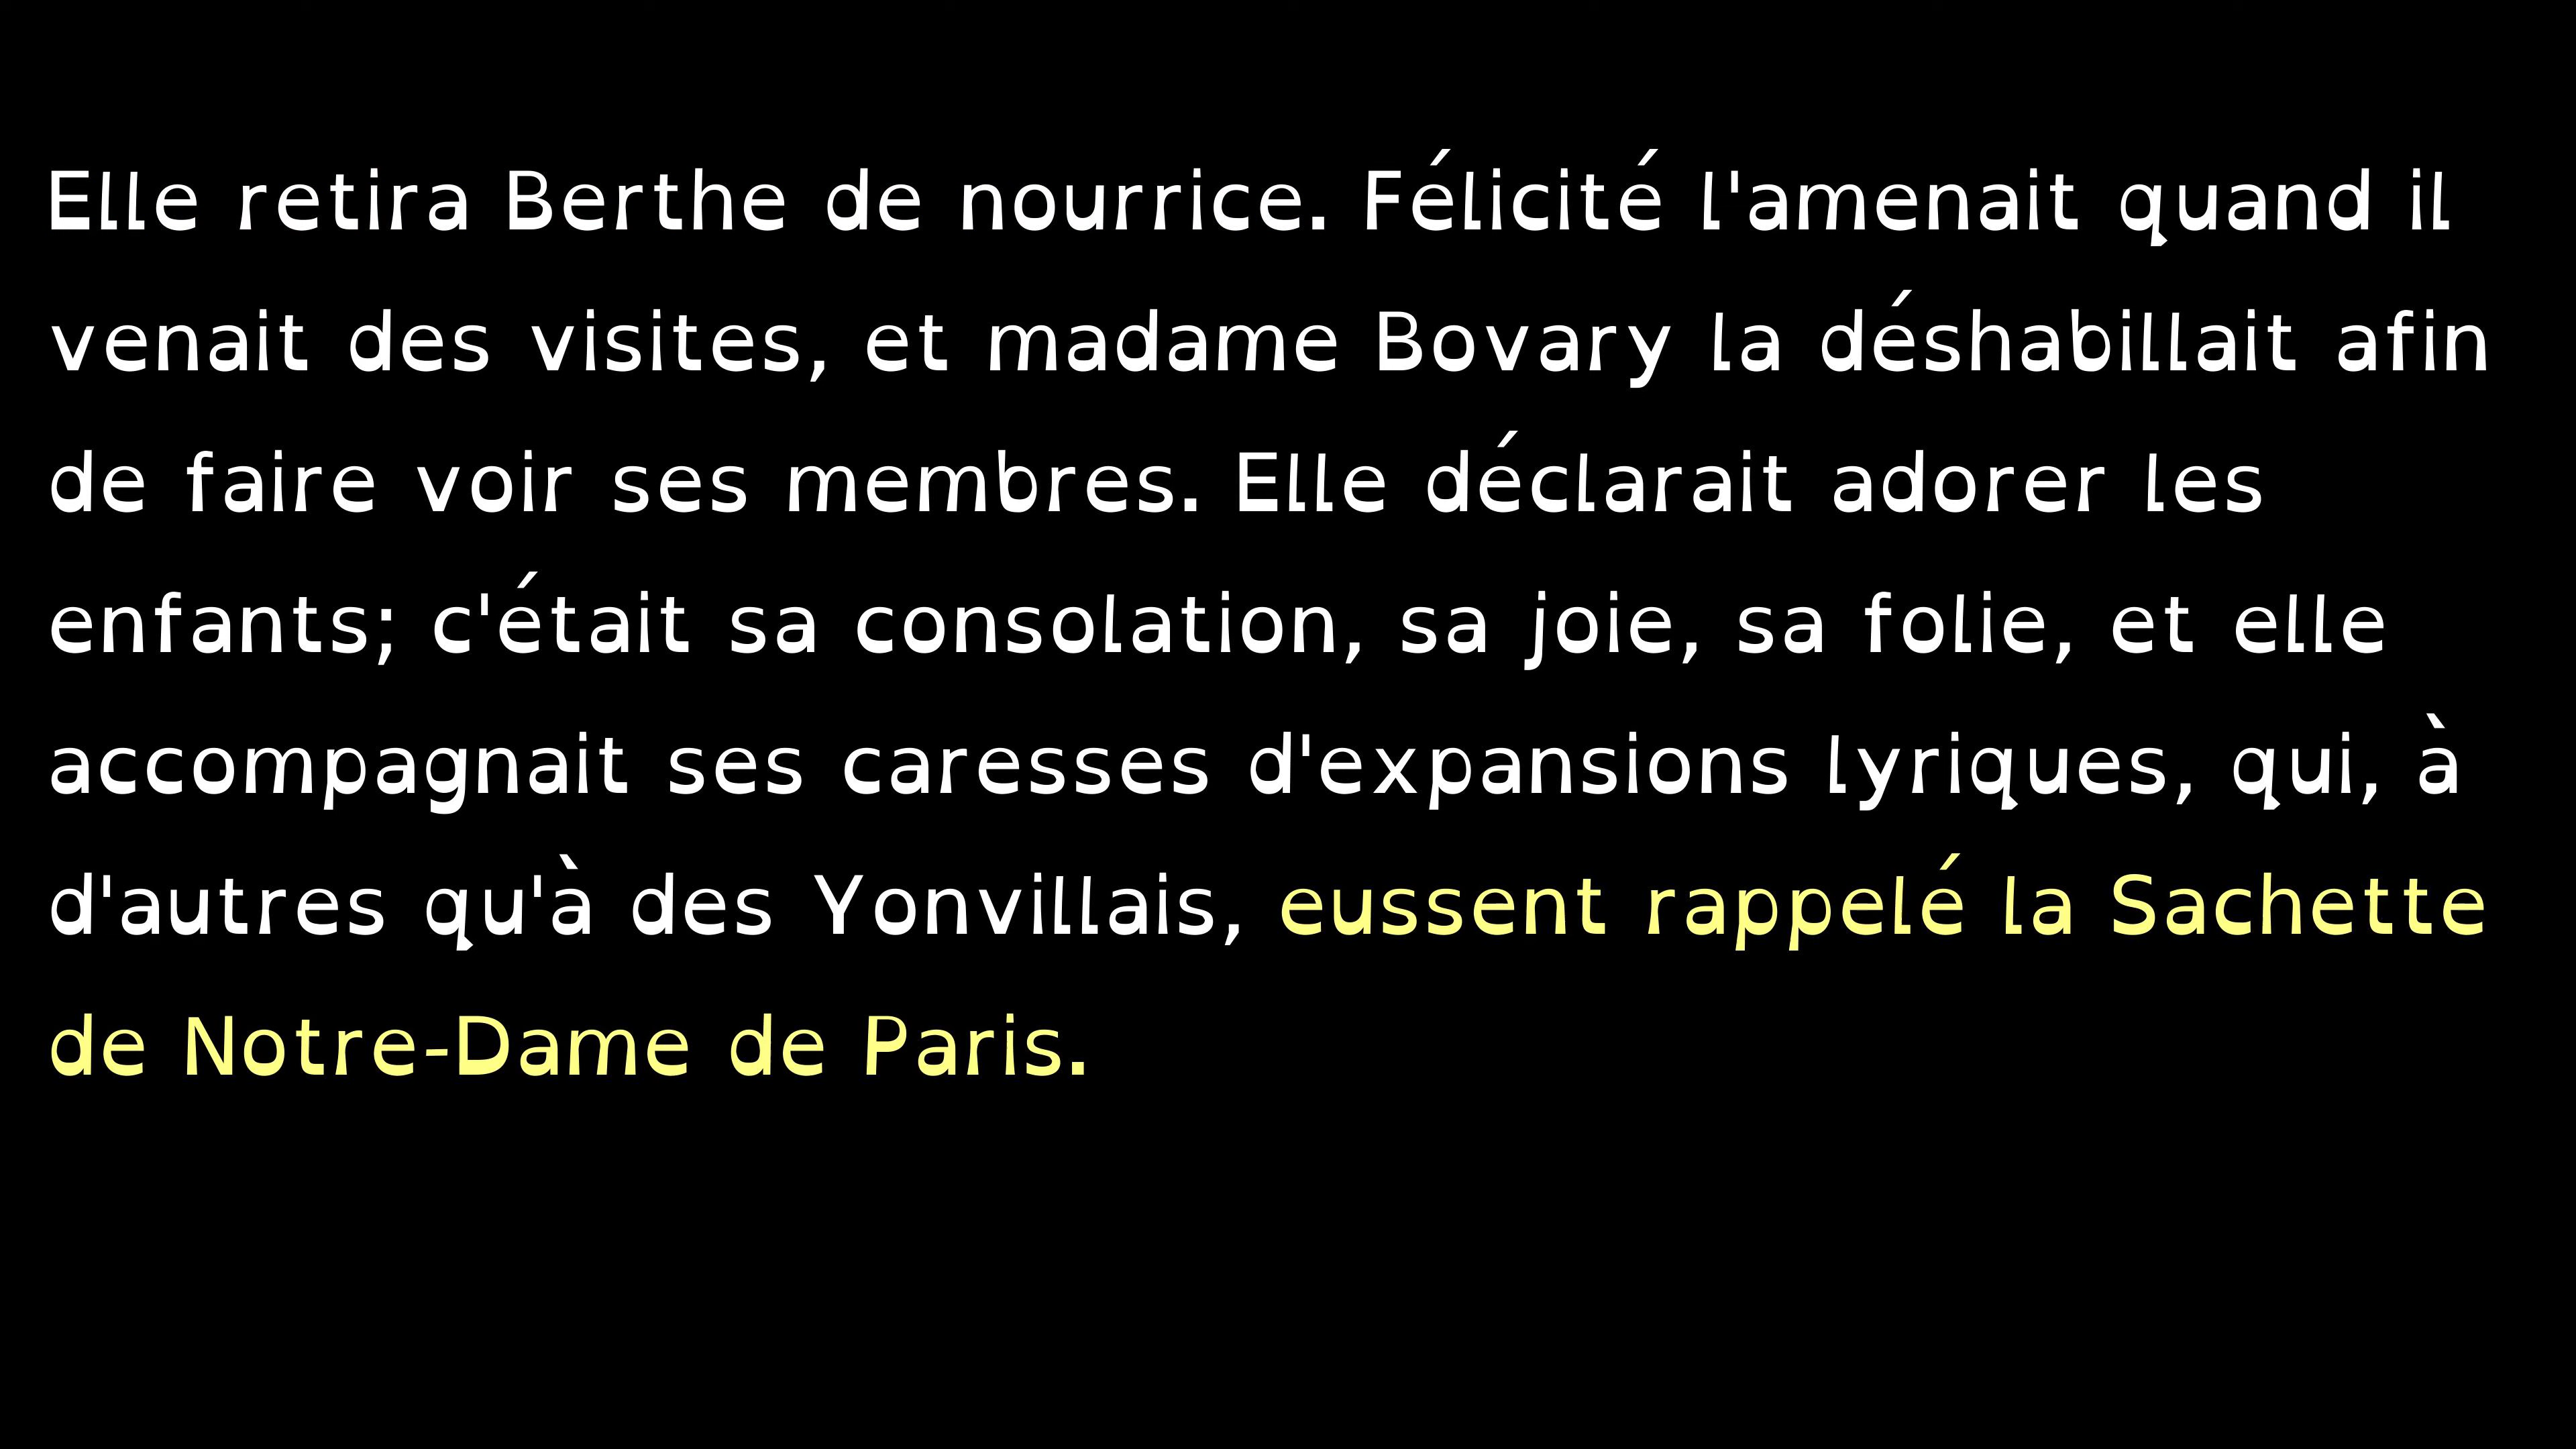 Elle retira Berthe de nourrice. Félicité l'amenait quand il
venait des visites, et madame Bovary la déshabillait afin
de faire voir ses membres. Elle déclarait adorer les
enfants; c'était sa consolation, sa joie, sa folie, et elle
accompagnait ses caresses d'expansions lyriques, qui, à
d'autres qu'à des Yonvillais, eussent rappelé la Sachette
de Notre-Dame de Paris.